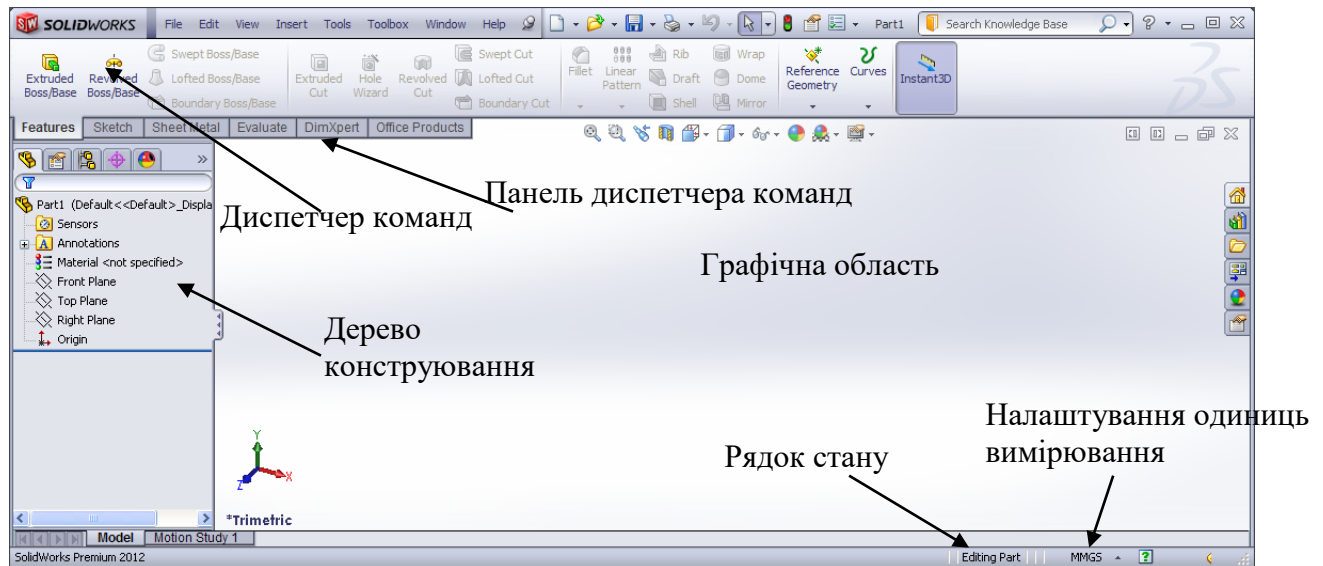 SOLIDWORKS File Edit View Insert Tools Toolbox Window Help Part1 Search Knowledge Base
Extruded Boss/Base
Revolved Boss/Base
Swept Boss/Base
Lofted Boss/Base
Boundary Boss/Base
Extruded Cut
Hole Wizard
Revolved Cut
Swept Cut
Lofted Cut
Boundary Cut
Fillet
Linear Pattern
Rib
Draft
Shell
Wrap
Dome
Mirror
Reference Geometry
Curves
Instant3D
Features Sketch Sheet Metal Evaluate DimXpert Office Products
Part1 (Default<<Default>_Displa
Sensors
Annotations
Material <not specified>
Front Plane
Top Plane
Right Plane
Origin
Диспетчер команд
Панель диспетчера команд
Графічна область
Дерево
конструювання
Налаштування одиниць
вимірювання
Рядок стану
Y
X
Z
*Trimetric
Model Motion Study 1
SolidWorks Premium 2012 Editing Part MMGS